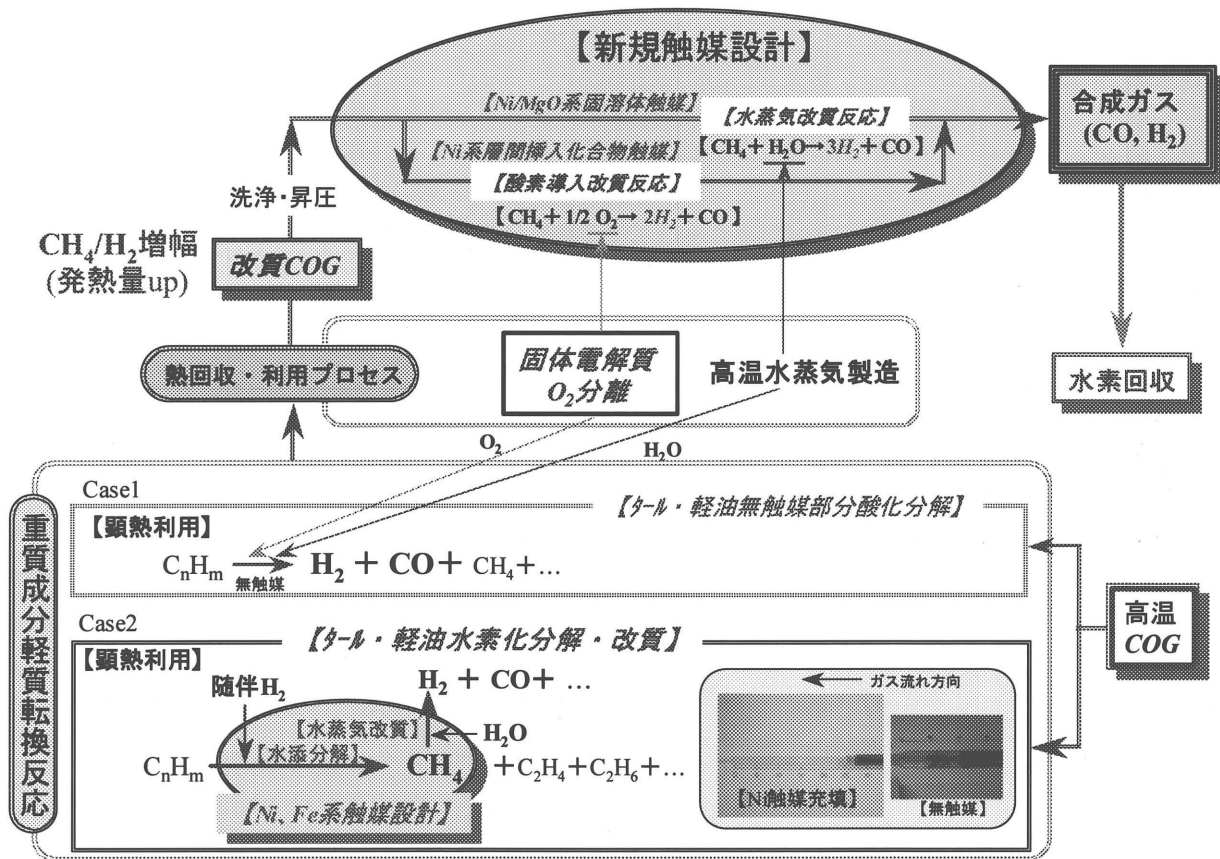 【新規触媒設計】
【Ni/MgO系固溶体触媒】
【水蒸気改質反応】
【CH₄ + H₂O→ 3H₂ + CO】
【Ni系層間挿入化合物触媒】
【酸素導入改質反応】
【CH₄ + 1/2 O₂→ 2H₂ + CO】
合成ガス
(CO, H₂)
洗浄・昇圧
CH₄/H₂増幅
(発熱量up)
改質COG
熱回収・利用プロセス
固体電解質
O₂分離
高温水蒸気製造
水素回収
O₂
H₂O
重質成分軽質転換反応
Case1
【タール・軽油無触媒部分酸化分解】
【顕熱利用】
CnHm
無触媒
H₂ + CO + CH₄ + …
高温
COG
Case2
【タール・軽油水素化分解・改質】
【顕熱利用】
随伴H₂
H₂ + CO + …
【水蒸気改質】
H₂O
【水添分解】
CnHm
CH₄
+C₂H₄+C₂H₆+…
【Ni、Fe系触媒設計】
ガス流れ方向
【Ni触媒充填】
【無触媒】